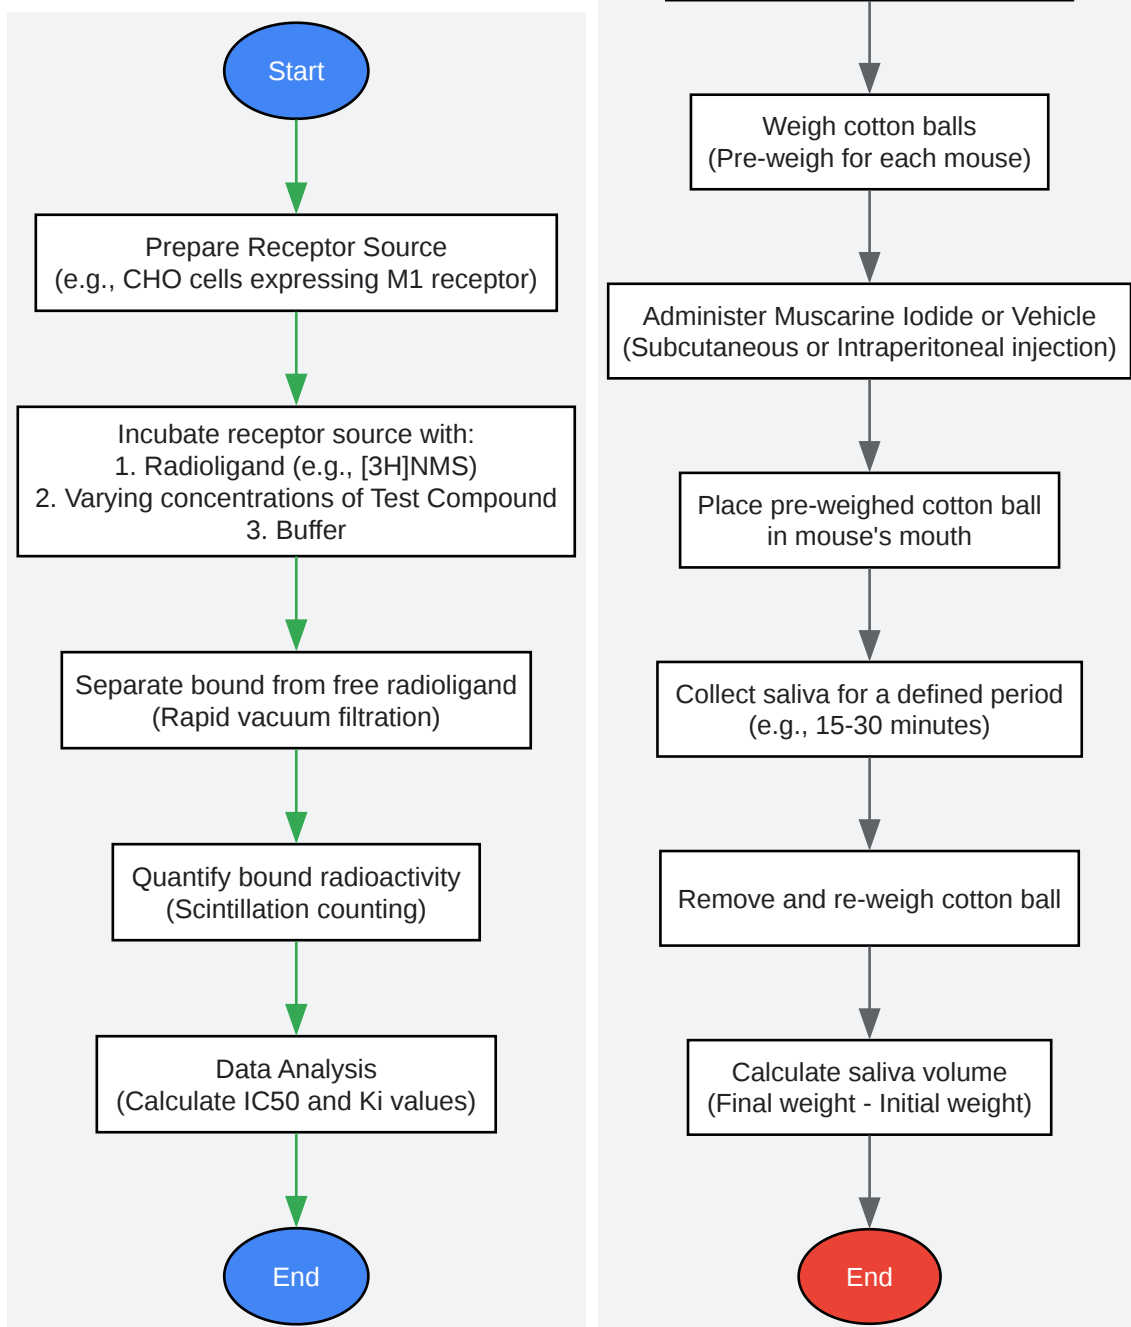 Start
Prepare Receptor Source
(e.g., CHO cells expressing M1 receptor)
Incubate receptor source with:
1. Radioligand (e.g., [3H]NMS)
2. Varying concentrations of Test Compound
3. Buffer
Separate bound from free radioligand
(Rapid vacuum filtration)
Quantify bound radioactivity
(Scintillation counting)
Data Analysis
(Calculate IC50 and Ki values)
End
Weigh cotton balls
(Pre-weigh for each mouse)
Administer Muscarine Iodide or Vehicle
(Subcutaneous or Intraperitoneal injection)
Place pre-weighed cotton ball
in mouse's mouth
Collect saliva for a defined period
(e.g., 15-30 minutes)
Remove and re-weigh cotton ball
Calculate saliva volume
(Final weight - Initial weight)
End